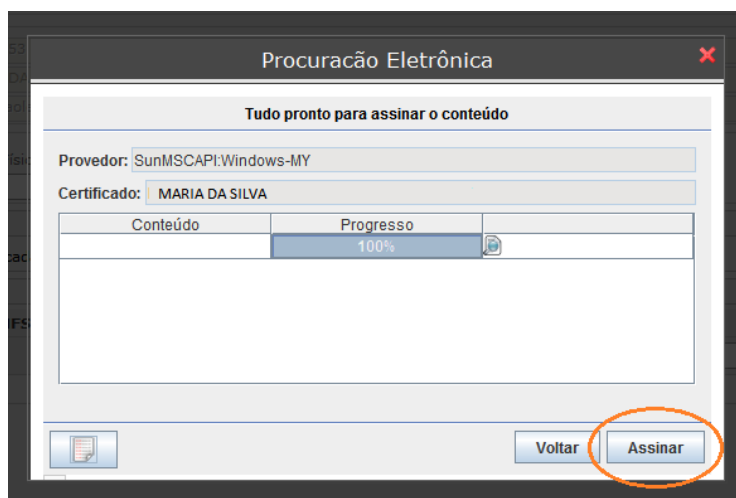 Procuracão Eletrônica
Tudo pronto para assinar o conteúdo
Provedor: SunMSCAPI:Windows-MY
Certificado: MARIA DA SILVA
Conteúdo Progresso
100%
Voltar Assinar